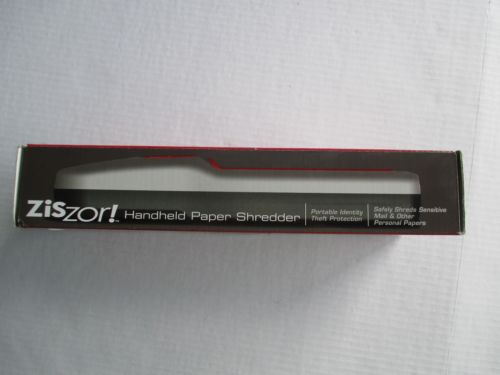 ZiSzor! Handheld Paper Shredder
Portable Identity
Theft Protection
Safely Shreds Sensitive
Mail & Other
Personal Papers